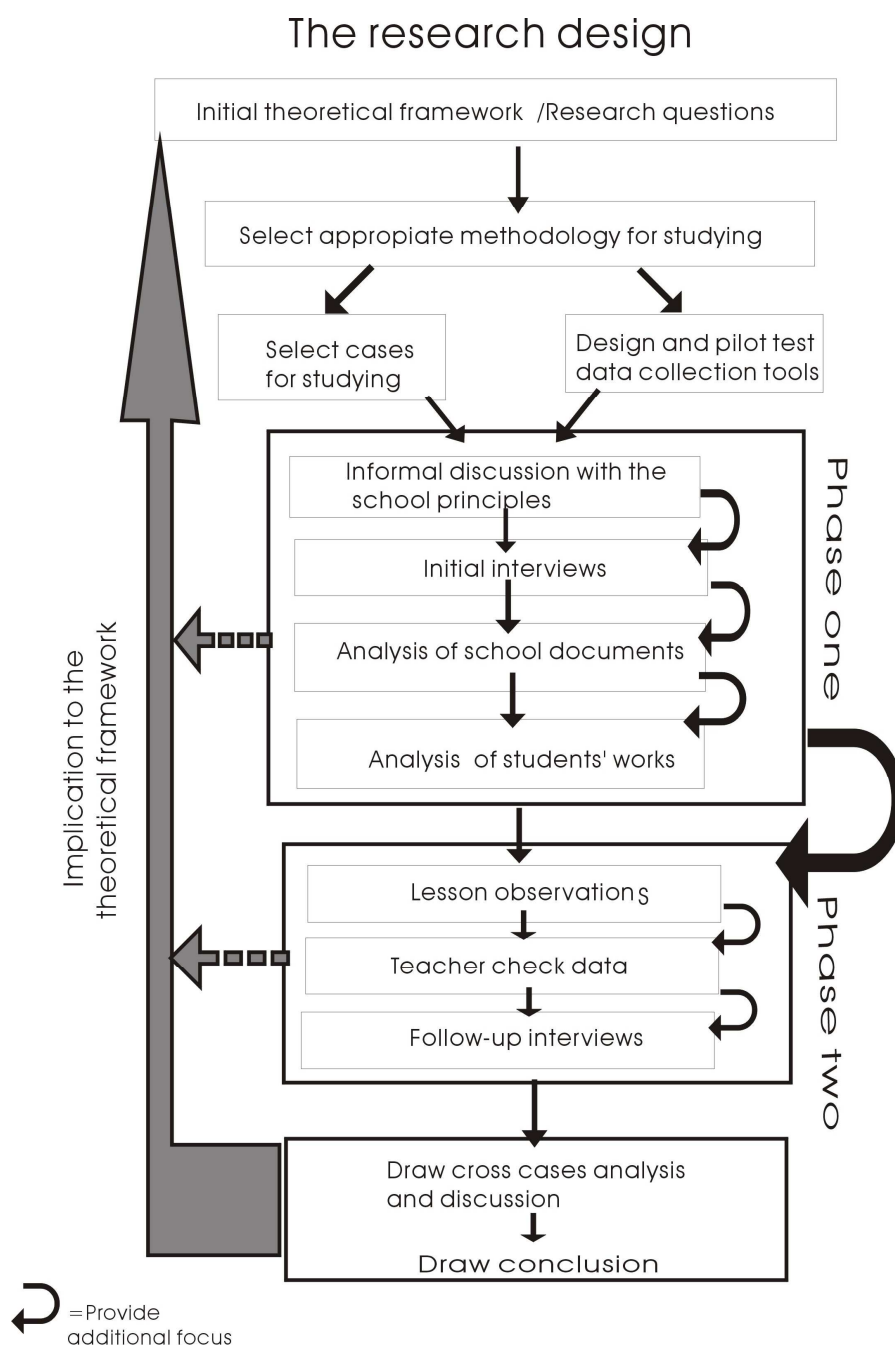 The research design
Initial theoretical framework /Research questions
Select appropiate methodology for studying
Select cases
for studying
Design and pilot test
data collection tools
Informal discussion with the
school principles
Initial interviews
Analysis of school documents
Analysis of students' works
Phase one
Implication to the
theoretical framework
Lesson observations
Teacher check data
Follow-up interviews
Phase two
Draw cross cases analysis
and discussion
Draw conclusion
=Provide
additional focus